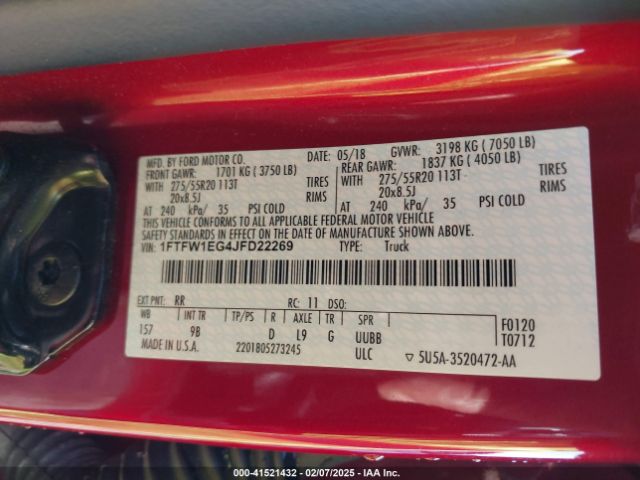 MFD. BY FORD MOTOR CO. DATE: 05/18 GVWR: 3198 KG ( 7050 LB)
FRONT GAWR: 1701 KG ( 3750 LB) REAR GAWR: 1837 KG ( 4050 LB)
WITH 275/55R20 113T TIRES WITH 275/55R20 113T TIRES
20x8.5J RIMS 20x8.5J RIMS
AT 240 kPa/ 35 PSI COLD AT 240 kPa/ 35 PSI COLD
THIS VEHICLE CONFORMS TO ALL APPLICABLE FEDERAL MOTOR VEHICLE
SAFETY STANDARDS IN EFFECT ON THE DATE OF MANUFACTURE SHOWN ABOVE.
VIN: 1FTFW1EG4JFD22269 TYPE: Truck
EXT PNT: RR RC: 11 DSO:
WB INT TR TP/PS R AXLE TR SPR F0120
157 9B D L9 G UUBB T0712
MADE IN U.S.A. 2201805273245 ULC 5U5A-3520472-AA
000-41521432 - 02/07/2025 - IAA Inc.